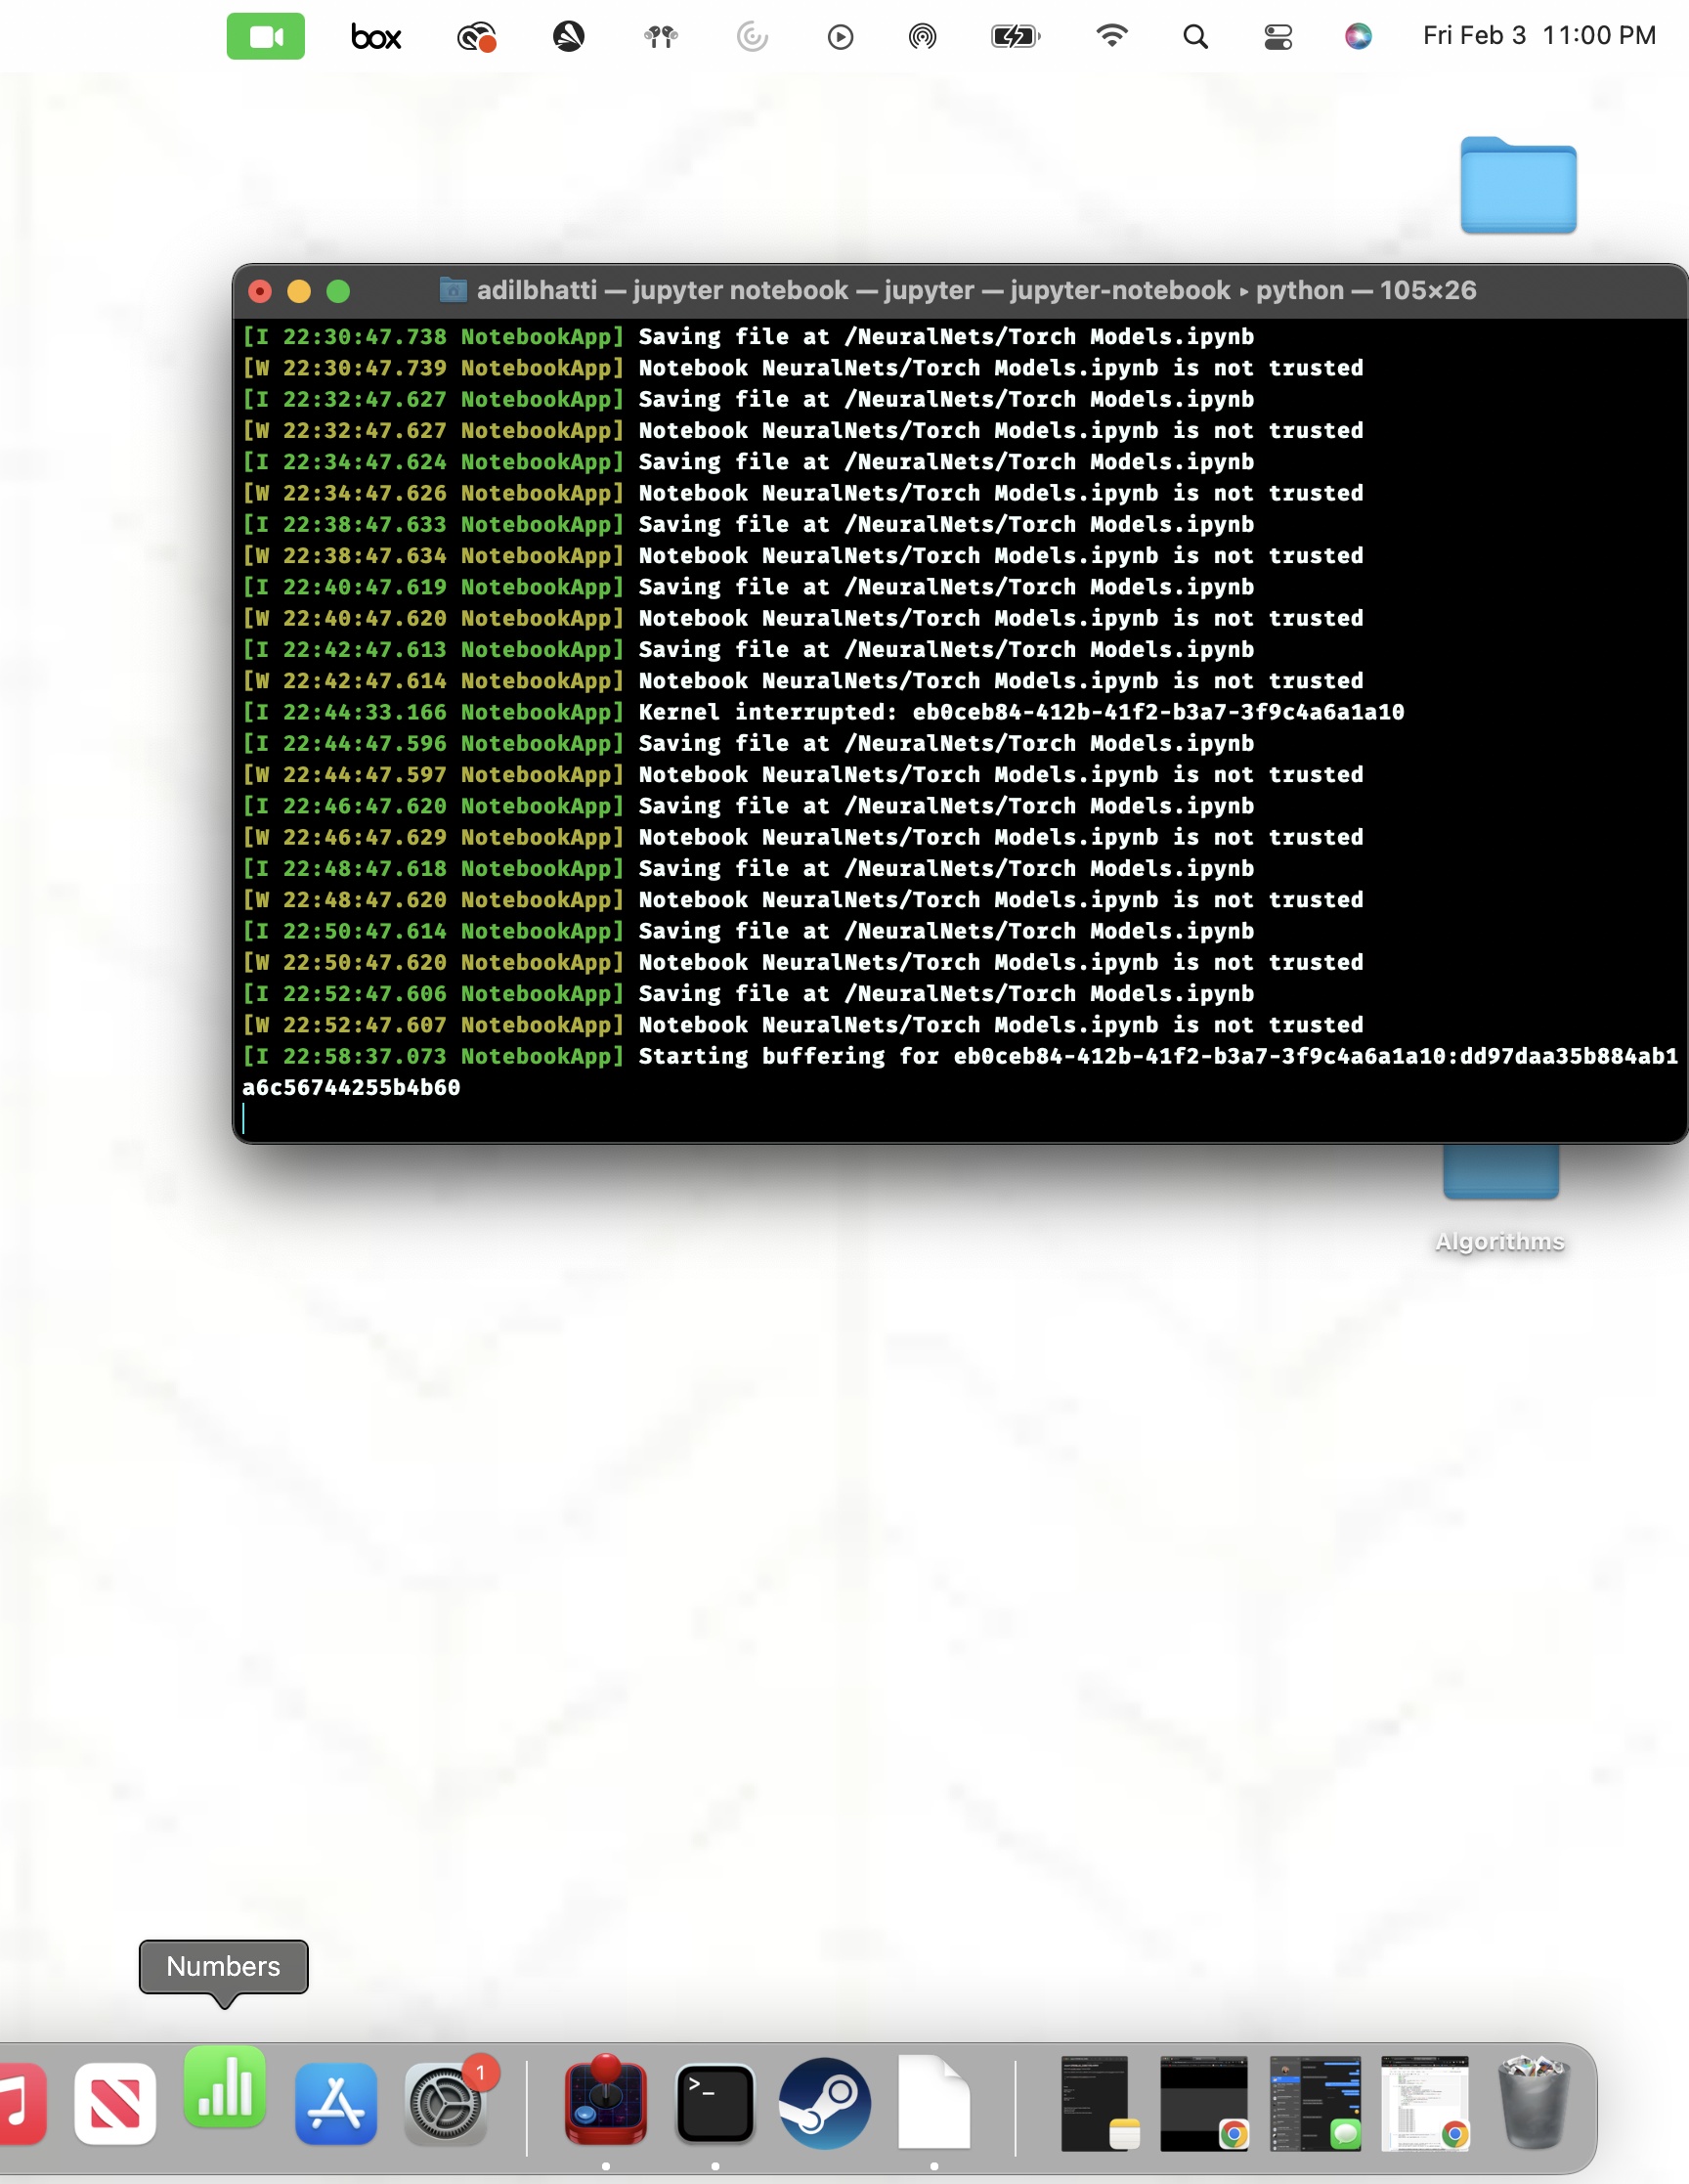 box
Fri Feb 3 11:00 PM
adilbhatti — jupyter notebook — jupyter — jupyter-notebook ▸ python — 105×26
[I 22:30:47.738 NotebookApp] Saving file at /NeuralNets/Torch Models.ipynb
[W 22:30:47.739 NotebookApp] Notebook NeuralNets/Torch Models.ipynb is not trusted
[I 22:32:47.627 NotebookApp] Saving file at /NeuralNets/Torch Models.ipynb
[W 22:32:47.627 NotebookApp] Notebook NeuralNets/Torch Models.ipynb is not trusted
[I 22:34:47.624 NotebookApp] Saving file at /NeuralNets/Torch Models.ipynb
[W 22:34:47.626 NotebookApp] Notebook NeuralNets/Torch Models.ipynb is not trusted
[I 22:38:47.633 NotebookApp] Saving file at /NeuralNets/Torch Models.ipynb
[W 22:38:47.634 NotebookApp] Notebook NeuralNets/Torch Models.ipynb is not trusted
[I 22:40:47.619 NotebookApp] Saving file at /NeuralNets/Torch Models.ipynb
[W 22:40:47.620 NotebookApp] Notebook NeuralNets/Torch Models.ipynb is not trusted
[I 22:42:47.613 NotebookApp] Saving file at /NeuralNets/Torch Models.ipynb
[W 22:42:47.614 NotebookApp] Notebook NeuralNets/Torch Models.ipynb is not trusted
[I 22:44:33.166 NotebookApp] Kernel interrupted: eb0ceb84-412b-41f2-b3a7-3f9c4a6a1a10
[I 22:44:47.596 NotebookApp] Saving file at /NeuralNets/Torch Models.ipynb
[W 22:44:47.597 NotebookApp] Notebook NeuralNets/Torch Models.ipynb is not trusted
[I 22:46:47.620 NotebookApp] Saving file at /NeuralNets/Torch Models.ipynb
[W 22:46:47.629 NotebookApp] Notebook NeuralNets/Torch Models.ipynb is not trusted
[I 22:48:47.618 NotebookApp] Saving file at /NeuralNets/Torch Models.ipynb
[W 22:48:47.620 NotebookApp] Notebook NeuralNets/Torch Models.ipynb is not trusted
[I 22:50:47.614 NotebookApp] Saving file at /NeuralNets/Torch Models.ipynb
[W 22:50:47.620 NotebookApp] Notebook NeuralNets/Torch Models.ipynb is not trusted
[I 22:52:47.606 NotebookApp] Saving file at /NeuralNets/Torch Models.ipynb
[W 22:52:47.607 NotebookApp] Notebook NeuralNets/Torch Models.ipynb is not trusted
[I 22:58:37.073 NotebookApp] Starting buffering for eb0ceb84-412b-41f2-b3a7-3f9c4a6a1a10:dd97daa35b884ab1
a6c56744255b4b60
Algorithms
Numbers
1
>_